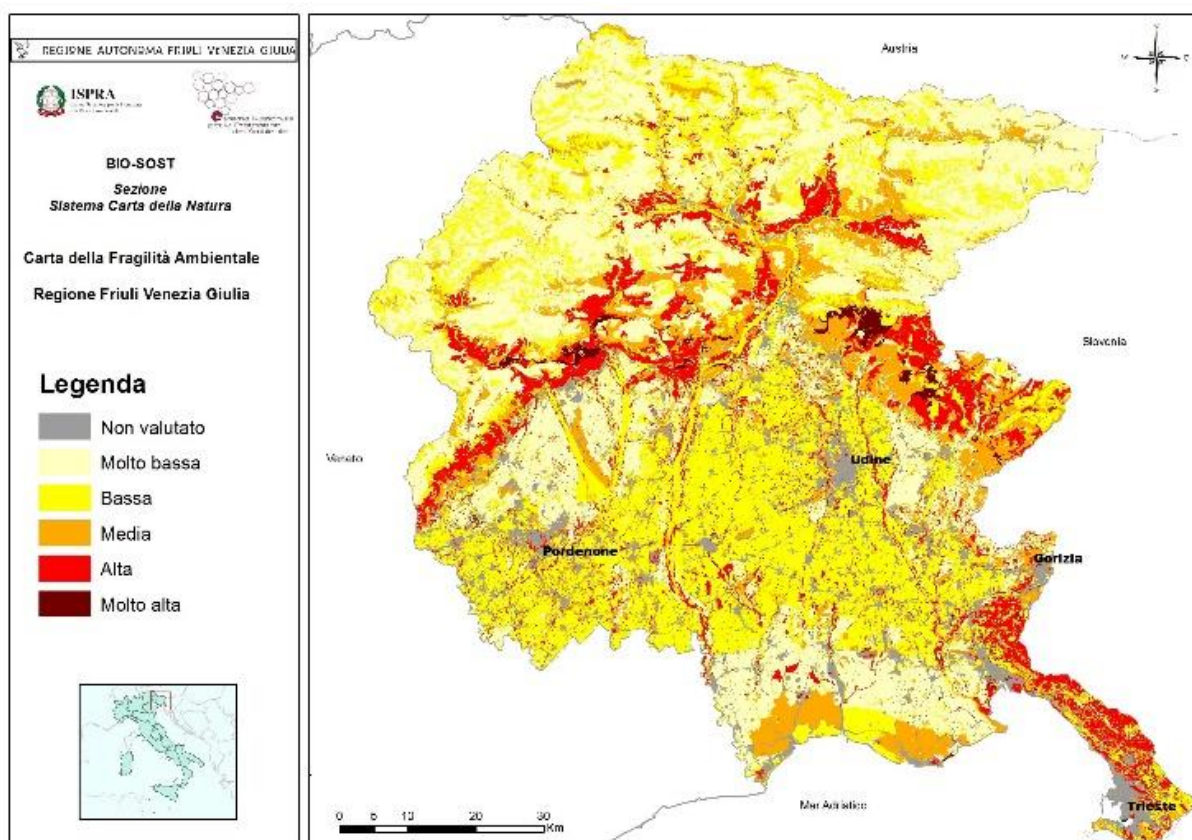 REGIONE AUTONOMA FRIULI VENEZIA GIULIA
ISPRA
BIO-SOST
Sezione
Sistema Carta della Natura
Carta della Fragilità Ambientale
Regione Friuli Venezia Giulia
Legenda
Non valutato
Molto bassa
Bassa
Media
Alta
Molto alta
Austria
Slovenia
Veneto
Udine
Pordenone
Gorizia
Mar Adriatico
Trieste
0 5 10 20 30
Km